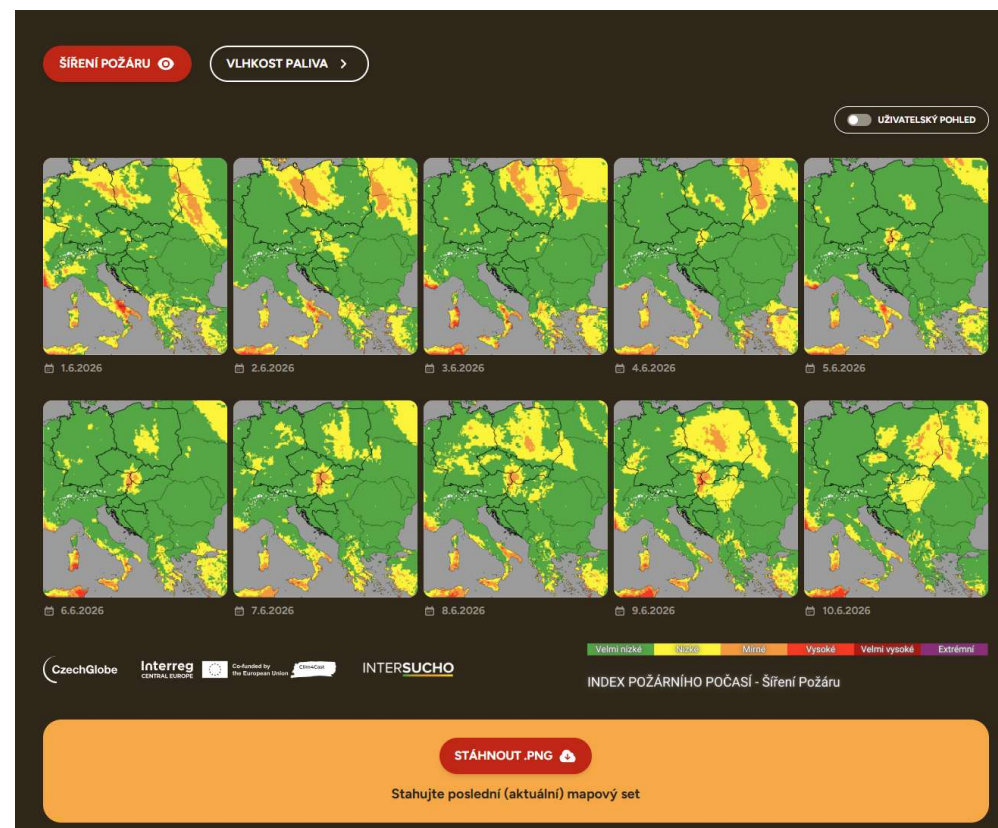 ŠÍŘENÍ POŽÁRU
VLHKOST PALIVA
UŽIVATELSKÝ POHLED
1.6.2026
2.6.2026
3.6.2026
4.6.2026
5.6.2026
6.6.2026
7.6.2026
8.6.2026
9.6.2026
10.6.2026
Velmi nízké Nízké Mírné Vysoké Velmi vysoké Extrémní
CzechGlobe
Interreg
CENTRAL EUROPE
Co-funded by
the European Union
Clim4Cast
INTERSUCHO
INDEX POŽÁRNÍHO POČASÍ - Šíření Požáru
STÁHNOUT .PNG
Stahujte poslední (aktuální) mapový set